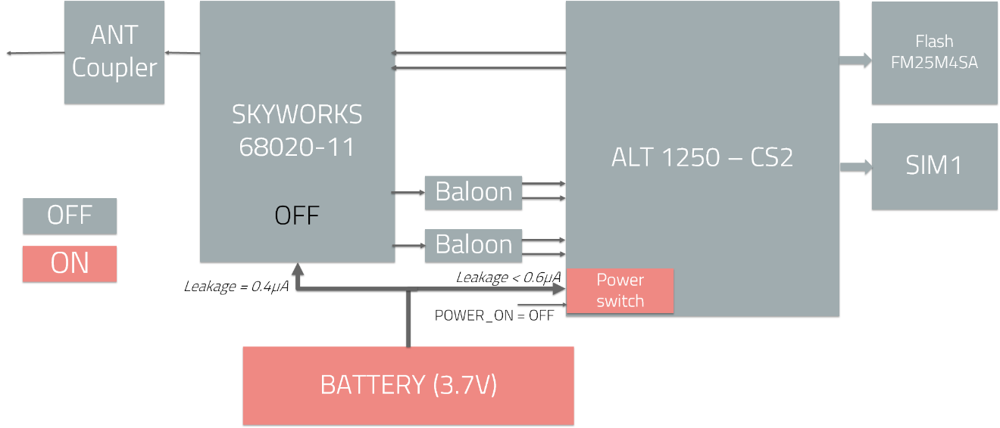 ANT
Coupler
SKYWORKS
68020-11
OFF
ALT 1250 – CS2
Flash
FM25M4SA
SIM1
Baloon
Baloon
OFF
ON
Leakage = 0.4µA
Leakage < 0.6µA
Power
switch
POWER_ON = OFF
BATTERY (3.7V)